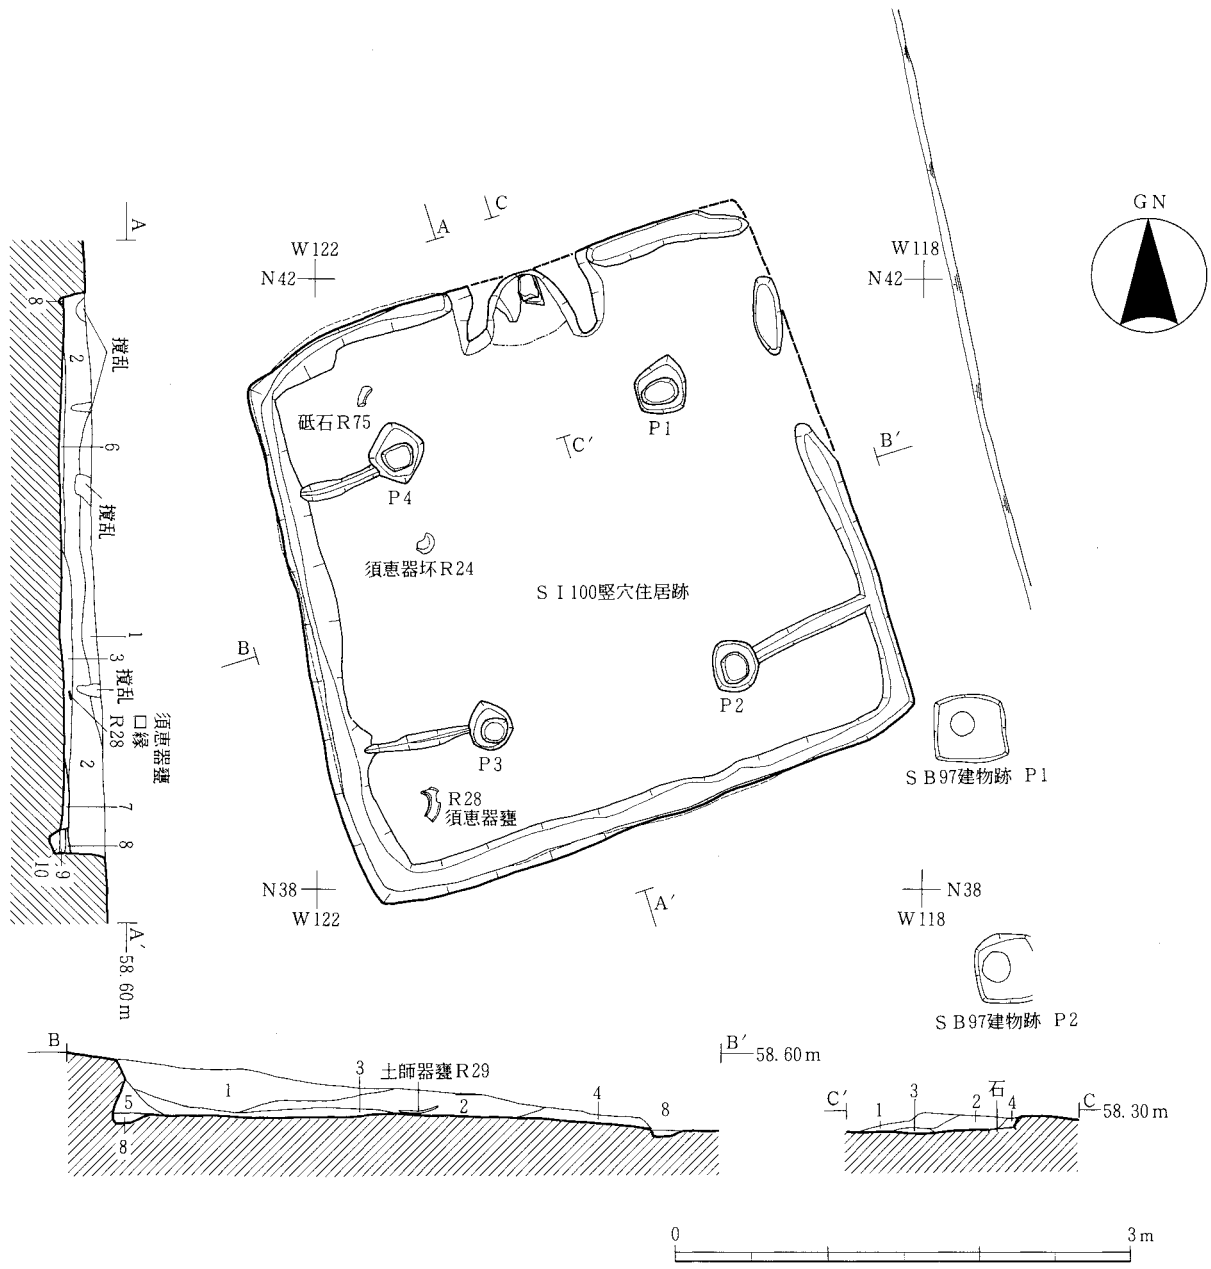 GN
A
C
A
W122
N42
W118
N42
8
攪乱
2
砥石R75
P1
C′
B′
6
P4
攪乱
須恵器坏R24
SI100竪穴住居跡
1
B
3
攪乱
P2
須恵器甕
口縁
R28
2
P3
SB97建物跡 P1
R28
須恵器甕
7
8
9
10
N38
W122
A′
N38
W118
A′
58.60m
SB97建物跡 P2
B
B′
58.60m
3
土師器甕R29
1
2
4
8
5
8
C′
1
3
2
石
4
C
58.30m
0
3m